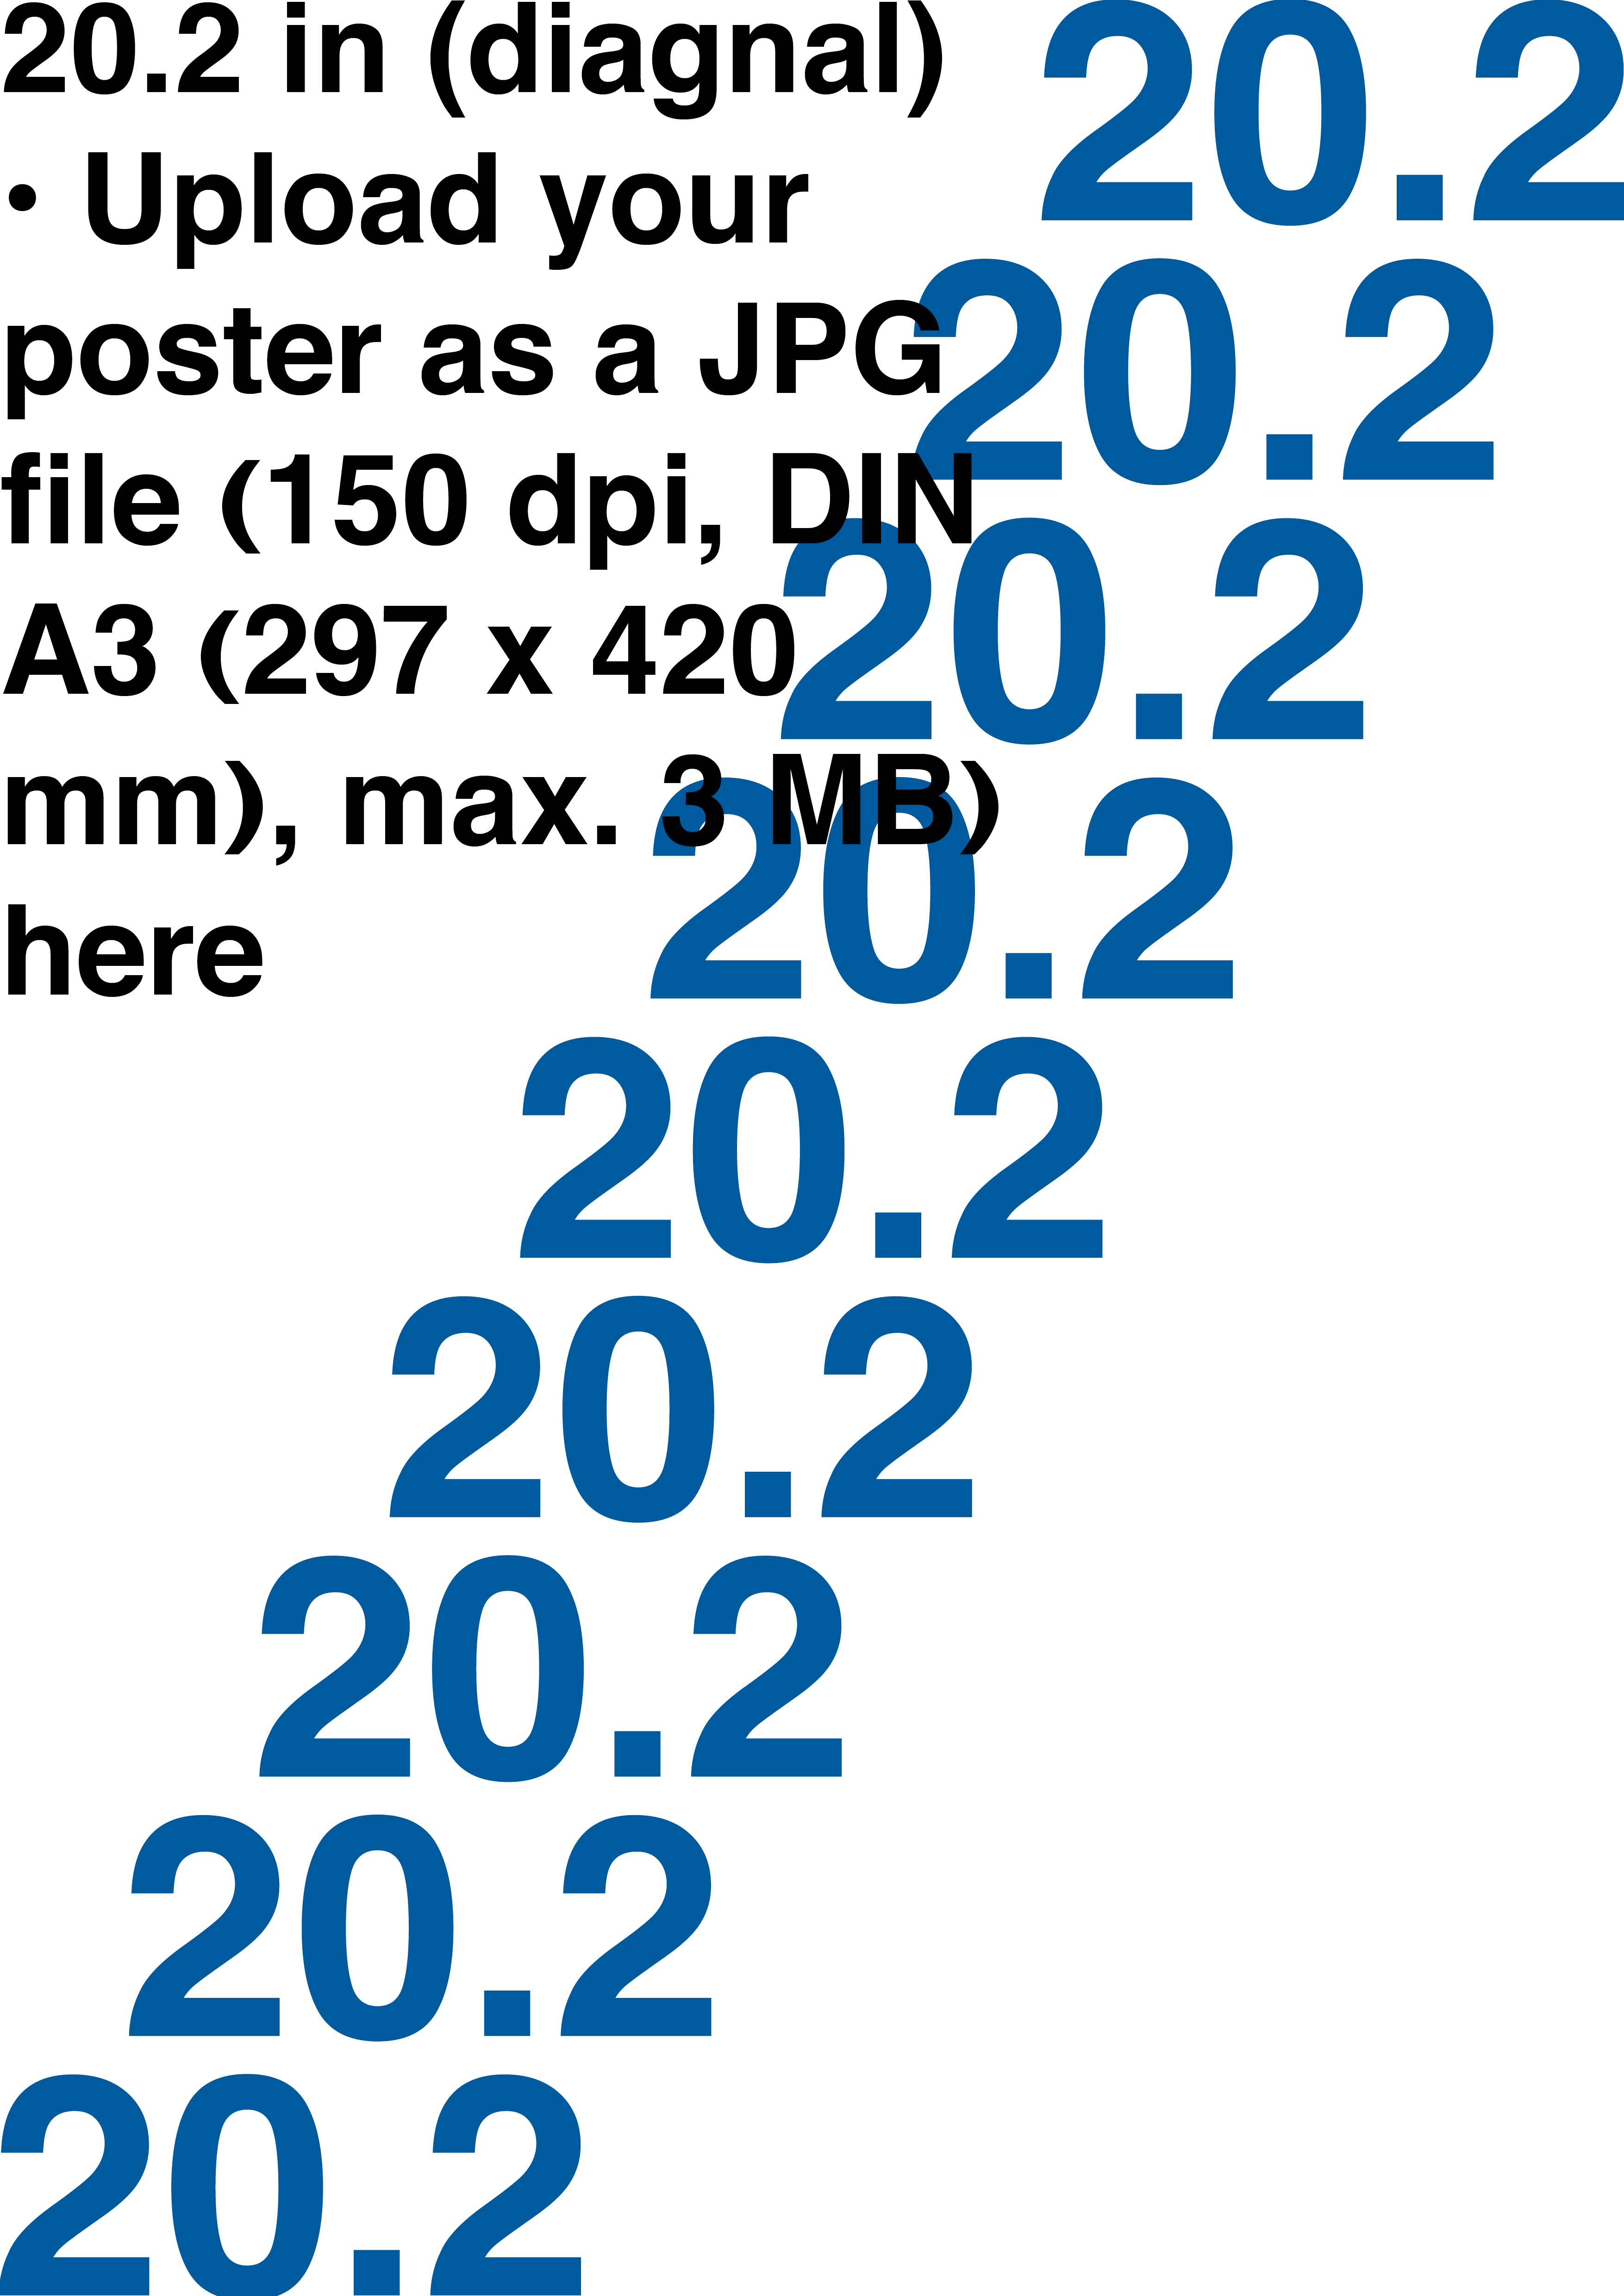 20.2 in (diagnal)
• Upload your
poster as a JPG
file (150 dpi, DIN
A3 (297 x 420
mm), max. 3 MB)
here
20.2
20.2
20.2
20.2
20.2
20.2
20.2
20.2
20.2